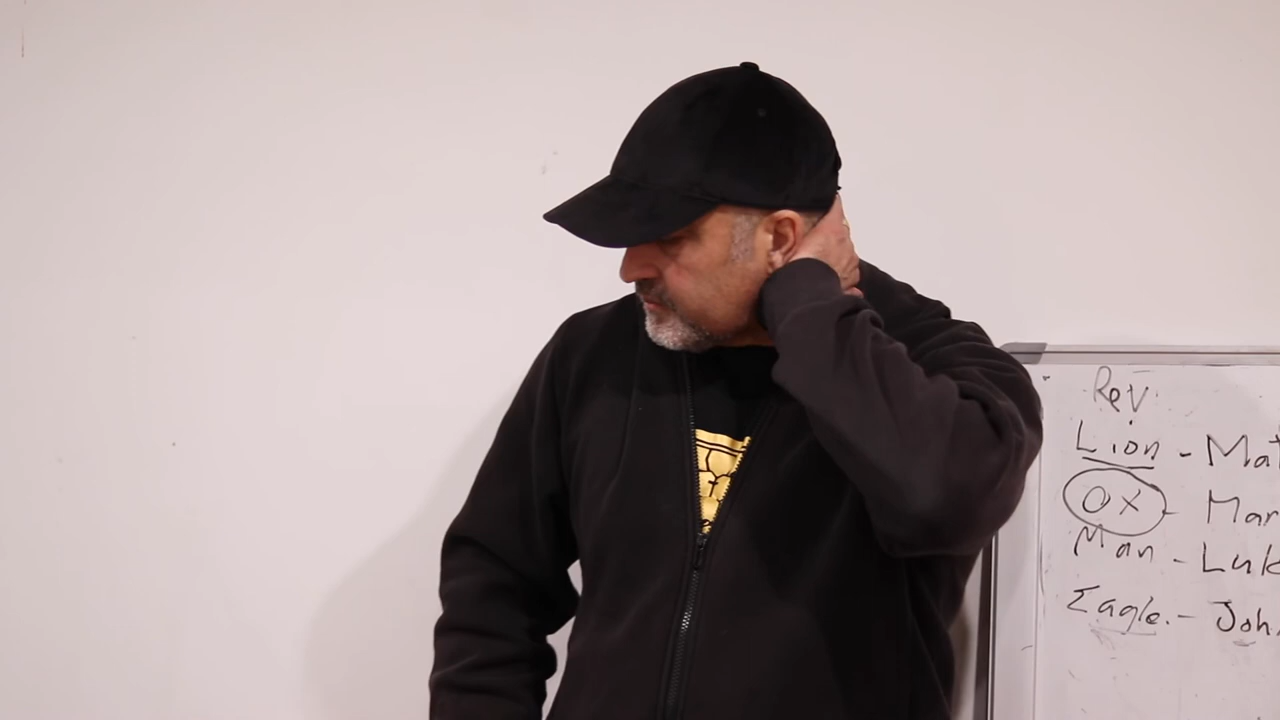 Rev.
Lion - Mat
OX - Mar
Man - Luk
Eagle. - Joh